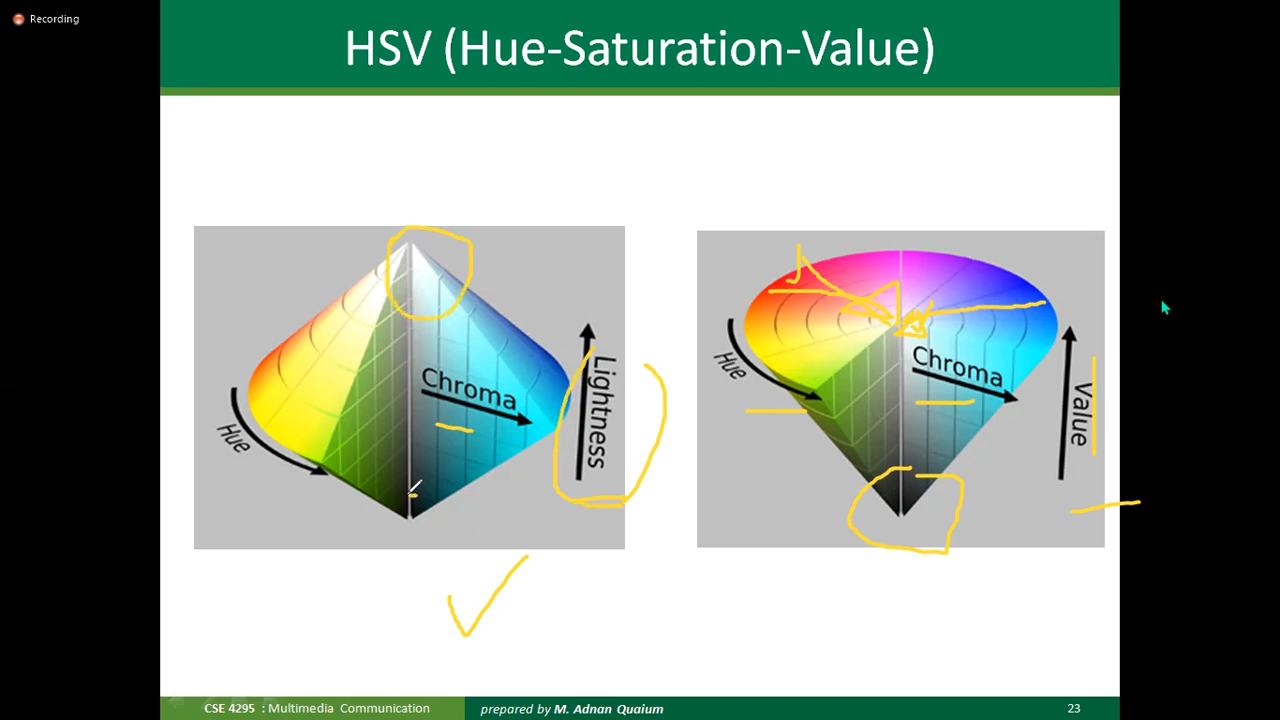 Recording
HSV (Hue-Saturation-Value)
Hue
Chroma
Lightness
Hue
Chroma
Value
CSE 4295 : Multimedia Communication
prepared by M. Adnan Quaium
23